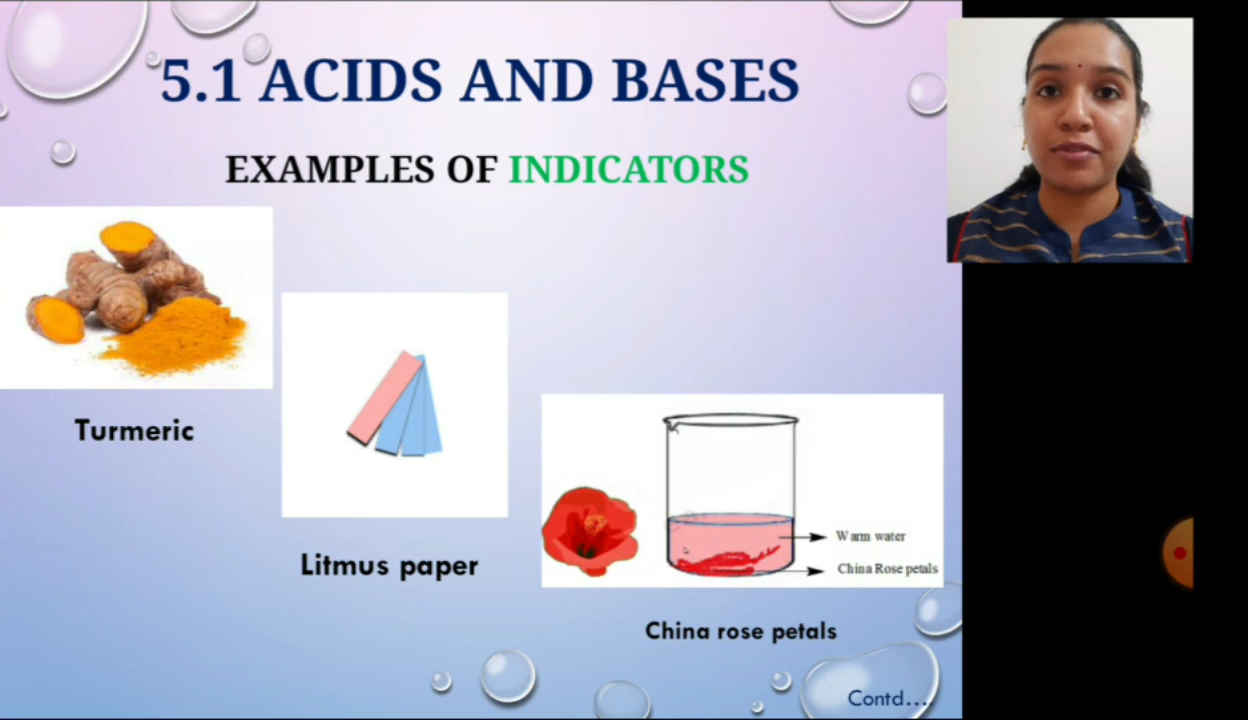 5.1 ACIDS AND BASES
EXAMPLES OF INDICATORS
Turmeric
Litmus paper
Warm water
China Rose petals
China rose petals
Contd....